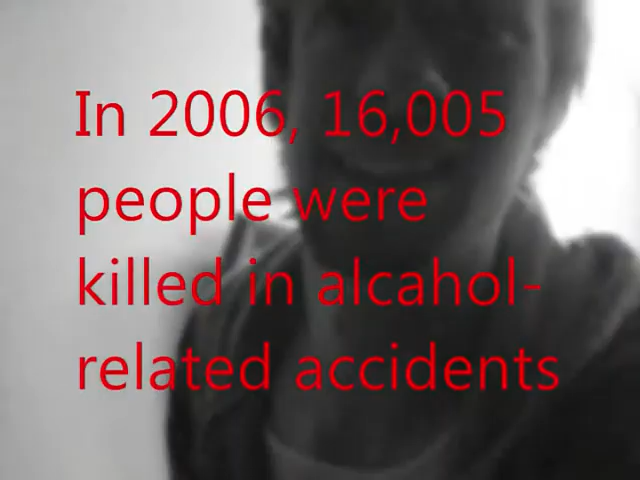 In 2006, 16,005
people were
killed in alcahol-
related accidents